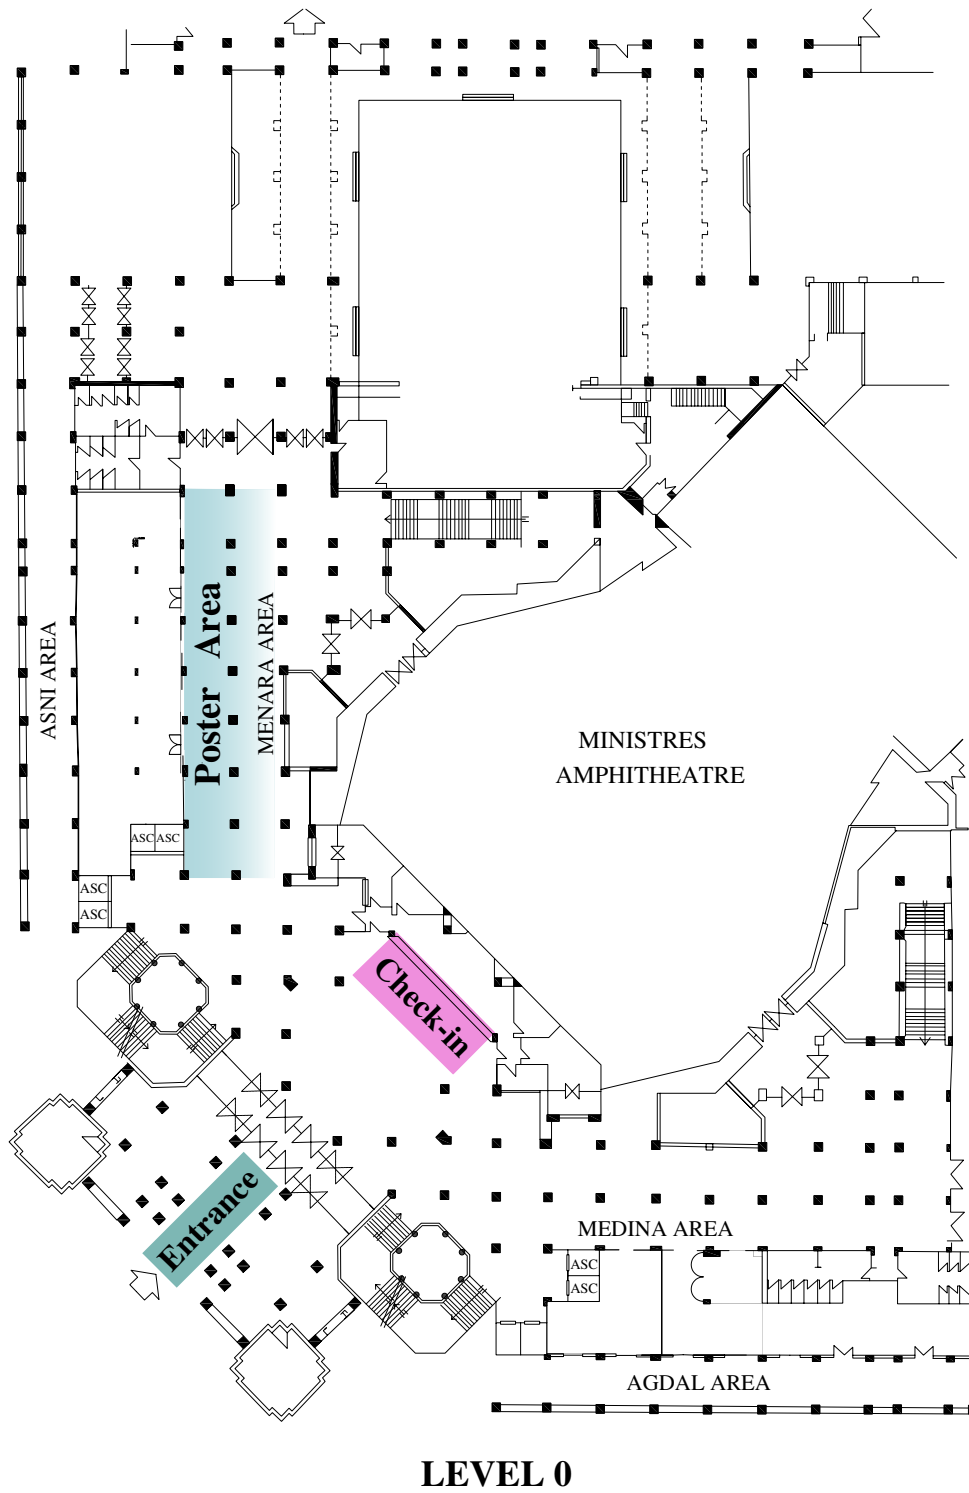 ASNI AREA
Poster Area
MENARA AREA
MINISTRES
AMPHITHEATRE
ASC
ASC
ASC
ASC
Check-in
Entrance
MEDINA AREA
ASC
ASC
AGDAL AREA
LEVEL 0